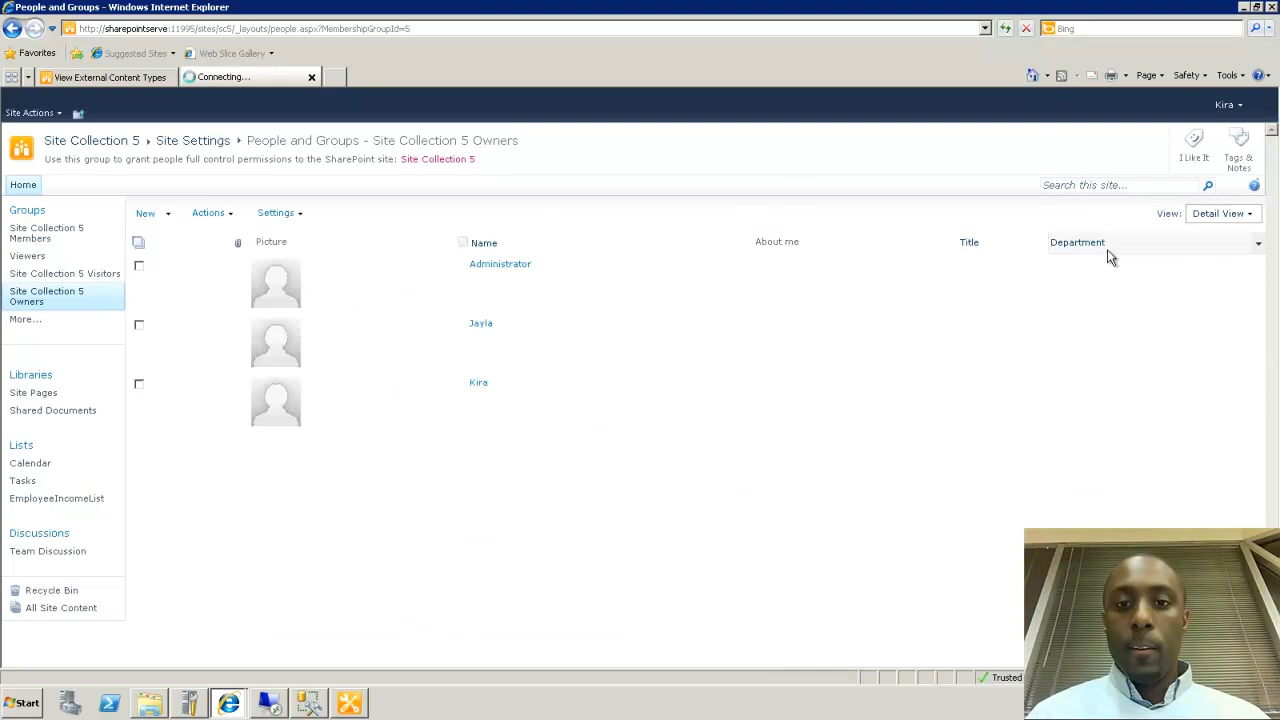 People and Groups - Windows Internet Explorer
http://sharepointserve:11995/sites/sc5/_layouts/people.aspx?MembershipGroupId=5
Bing
Favorites
Suggested Sites
Web Slice Gallery
View External Content Types
Connecting...
Page
Safety
Tools
Site Actions
Kira
Site Collection 5 Site Settings People and Groups - Site Collection 5 Owners
Use this group to grant people full control permissions to the SharePoint site: Site Collection 5
I Like It
Tags & Notes
Home
Search this site...
Groups
Site Collection 5 Members
Viewers
Site Collection 5 Visitors
Site Collection 5 Owners
More...
Libraries
Site Pages
Shared Documents
Lists
Calendar
Tasks
EmployeeIncomeList
Discussions
Team Discussion
Recycle Bin
All Site Content
New Actions Settings
View: Detail View
Picture Name About me Title Department
Administrator
Jayla
Kira
Trusted
Start